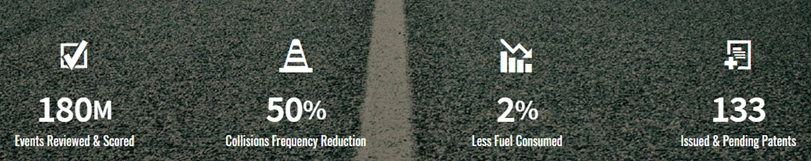 180M
Events Reviewed & Scored
50%
Collisions Frequency Reduction
2%
Less Fuel Consumed
133
Issued & Pending Patents